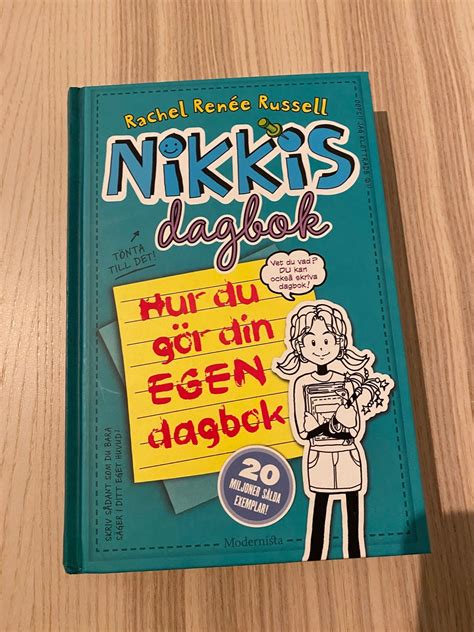 Rachel Renée Russell
NiKKiS
dagbok
TÖNTA
TILL DET!
Vet du vad?
DU kan
också skriva
dagbok!
Hur du
gör din
EGEN
dagbok
SKRIV SÅDANT SOM DU BARA
SÄGER I DITT EGET HUVUD!
20
MILJONER SÅLDA
EXEMPLAR!
Modernista